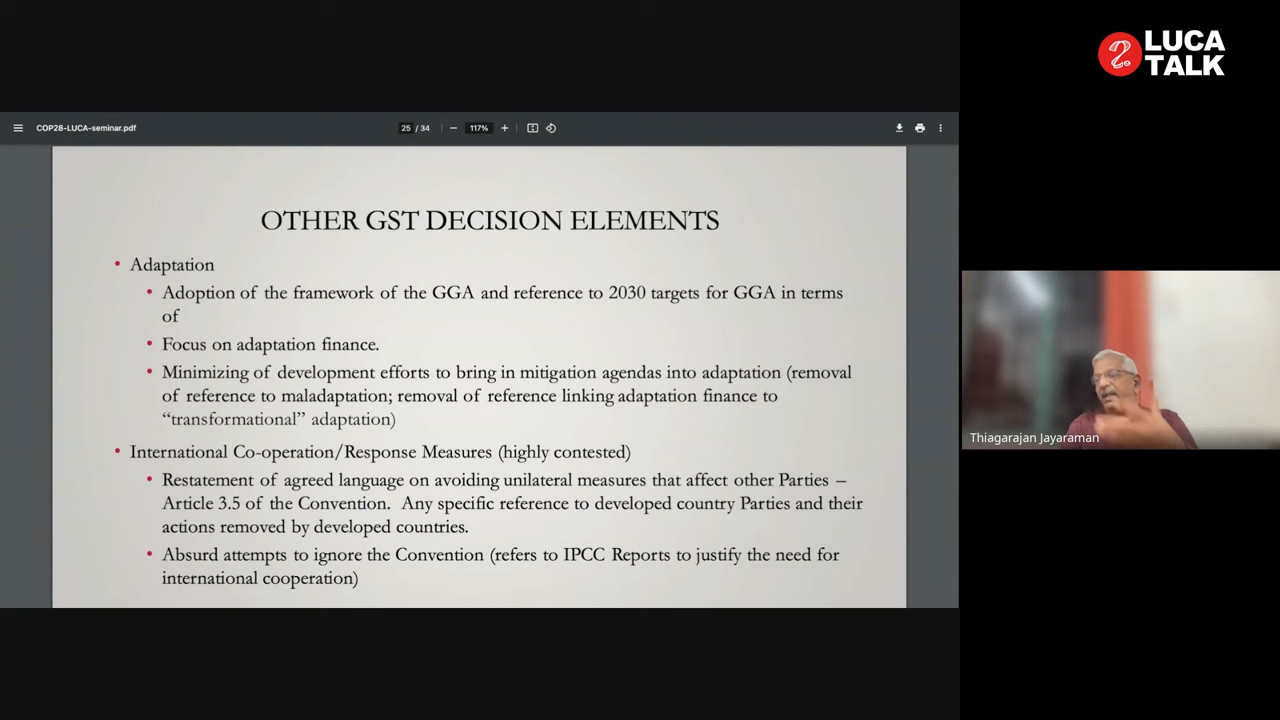 LUCA
TALK
COP28-LUCA-seminar.pdf
25 / 34
117%
OTHER GST DECISION ELEMENTS
• Adaptation
• Adoption of the framework of the GGA and reference to 2030 targets for GGA in terms
of
• Focus on adaptation finance.
• Minimizing of development efforts to bring in mitigation agendas into adaptation (removal
of reference to maladaptation; removal of reference linking adaptation finance to
“transformational” adaptation)
• International Co-operation/Response Measures (highly contested)
• Restatement of agreed language on avoiding unilateral measures that affect other Parties –
Article 3.5 of the Convention. Any specific reference to developed country Parties and their
actions removed by developed countries.
• Absurd attempts to ignore the Convention (refers to IPCC Reports to justify the need for
international cooperation)
Thiagarajan Jayaraman